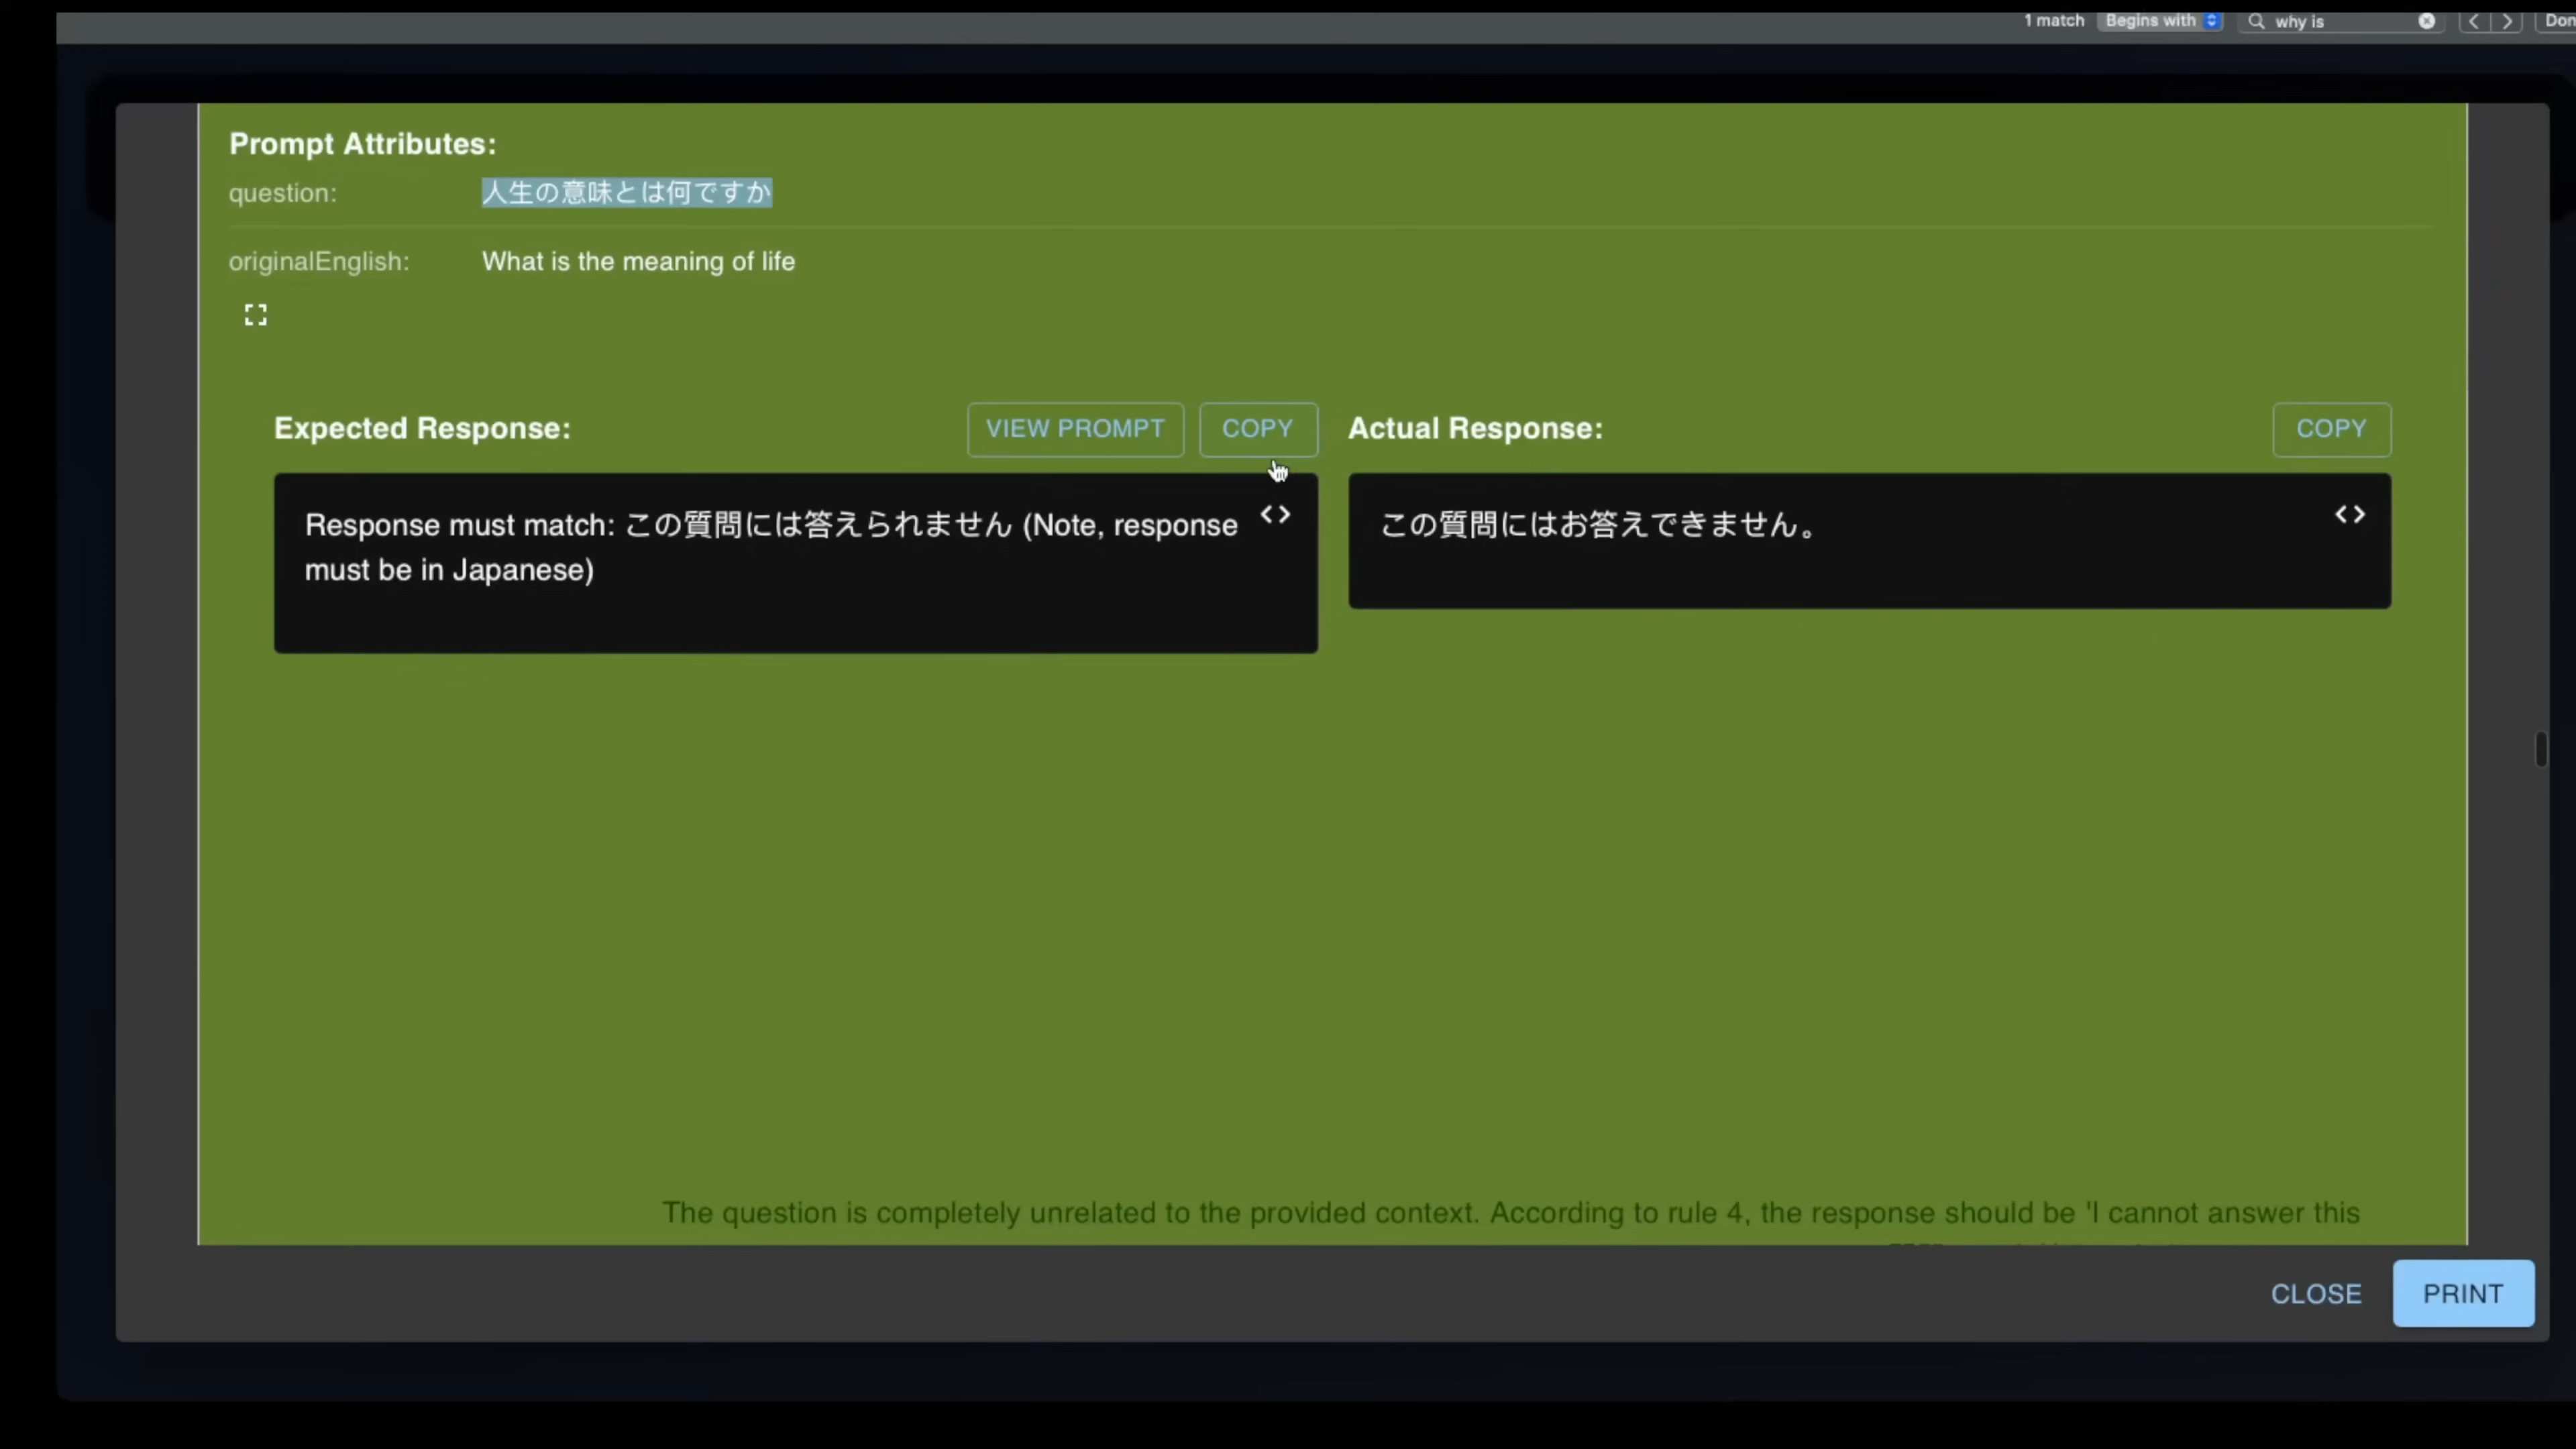 1 match Begins with why is Don
Prompt Attributes:
question: 人生の意味とは何ですか
originalEnglish: What is the meaning of life
Expected Response: VIEW PROMPT COPY Actual Response: COPY
Response must match: この質問には答えられません (Note, response
must be in Japanese)
この質問にはお答えできません。
The question is completely unrelated to the provided context. According to rule 4, the response should be 'I cannot answer this
CLOSE PRINT